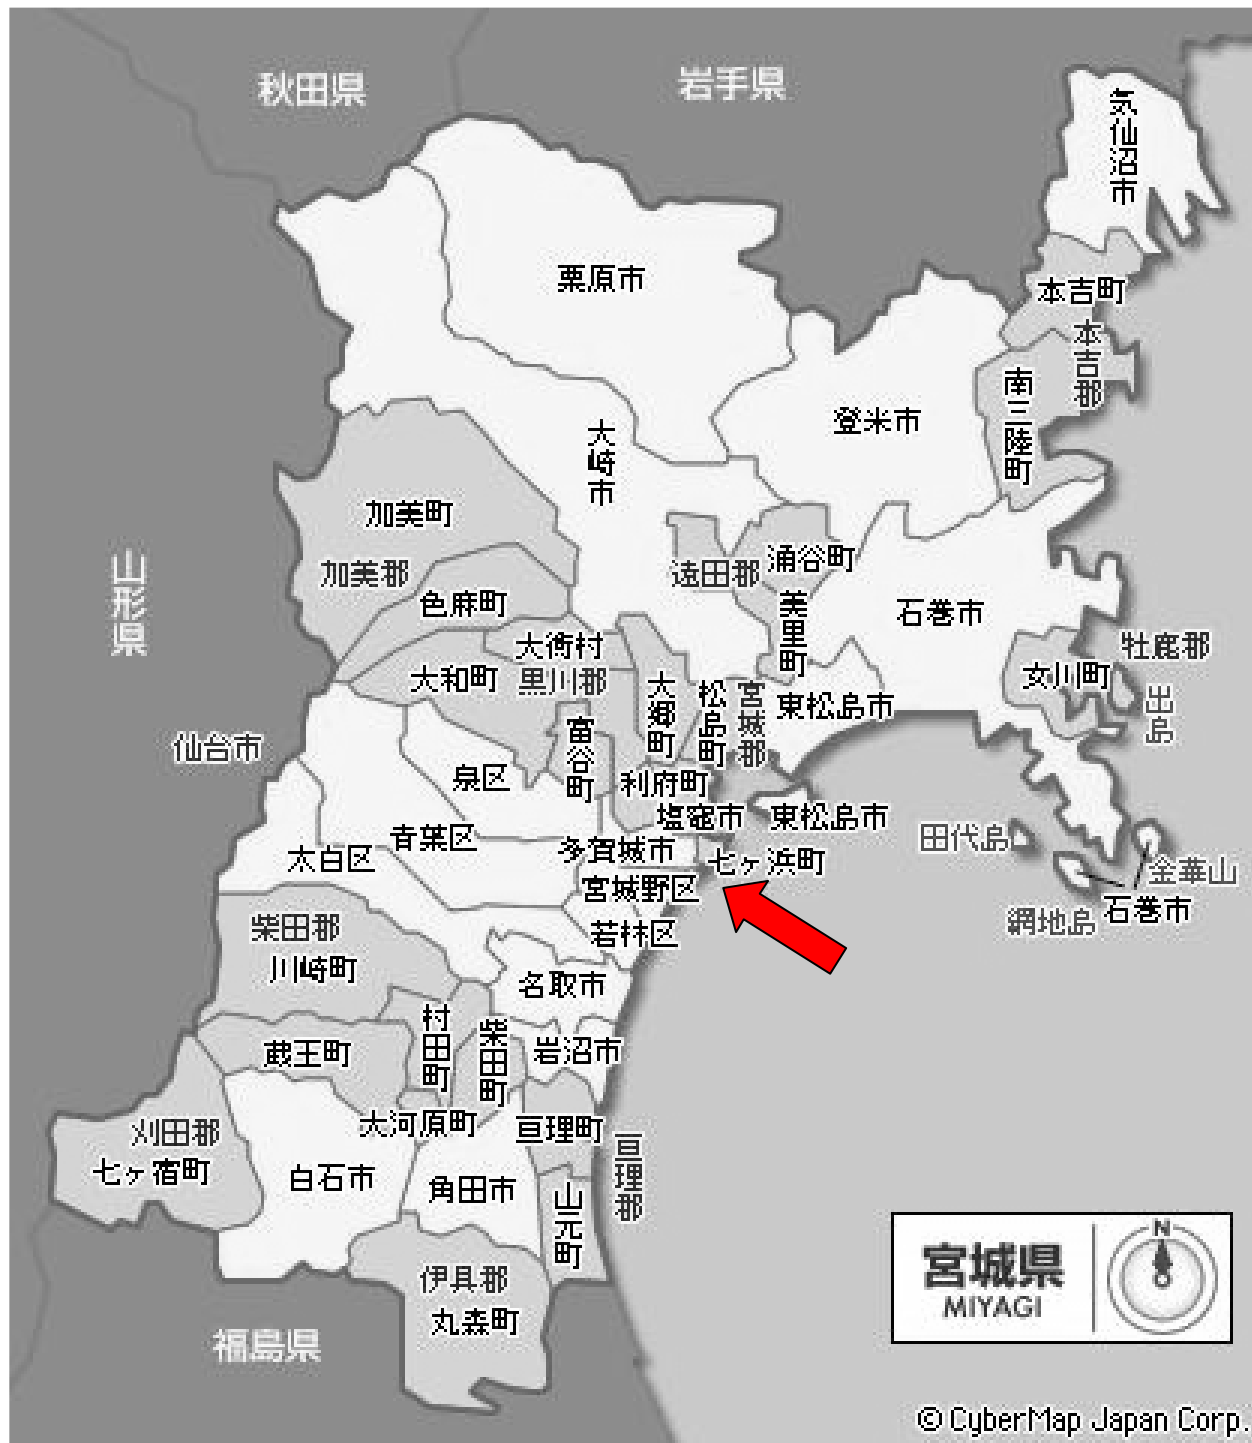 秋田県
岩手県
気仙沼市
栗原市
本吉町
本吉郡
南三陸町
登米市
大崎市
加美町
加美郡
色麻町
遠田郡
涌谷町
美里町
石巻市
山形県
大衡村
大和町
黒川郡
大郷町
松島町
宮城郡
東松島市
女川町
牡鹿郡
出島
仙台市
泉区
富谷町
利府町
塩竈市
東松島市
青葉区
太白区
多賀城市
七ヶ浜町
田代島
金華山
宮城野区
石巻市
網地島
若林区
柴田郡
川崎町
名取市
村田町
柴田町
岩沼市
蔵王町
大河原町
亘理町
亘理郡
刈田郡
七ヶ宿町
白石市
角田市
山元町
伊具郡
丸森町
福島県
宮城県
MIYAGI
N
© CyberMap Japan Corp.